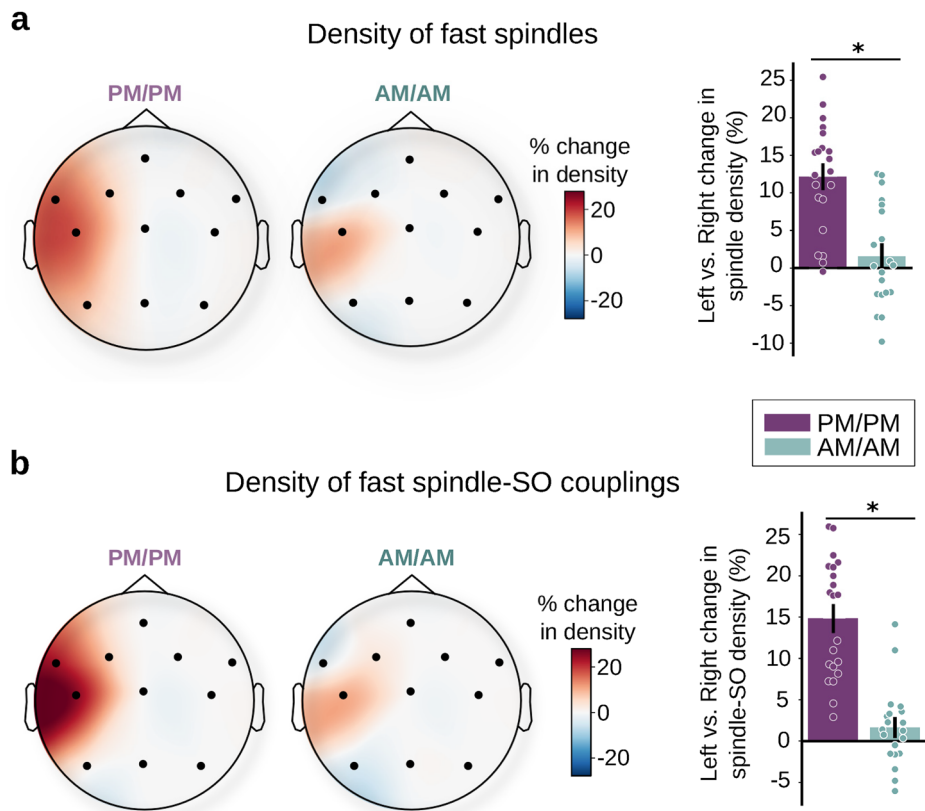 a
Density of fast spindles
PM/PM
AM/AM
% change
in density
20
0
-20
Left vs. Right change in
spindle density (%)
*
25
20
15
10
5
0
-5
-10
PM/PM
AM/AM
b
Density of fast spindle-SO couplings
PM/PM
AM/AM
% change
in density
20
0
-20
Left vs. Right change in
spindle-SO density (%)
*
25
20
15
10
5
0
-5